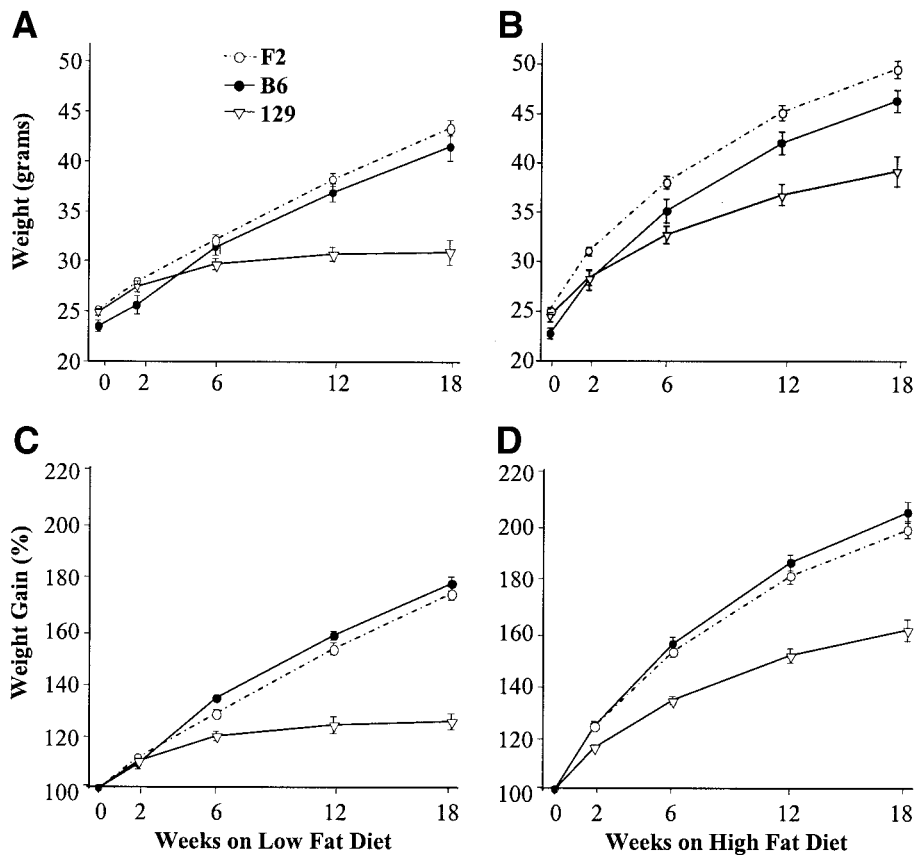 A
B
F2
B6
129
Weight (grams)
50
45
40
35
30
25
20
0 2 6 12 18
50
45
40
35
30
25
20
0 2 6 12 18
C
D
Weight Gain (%)
220
200
180
160
140
120
100
0 2 6 12 18
Weeks on Low Fat Diet
220
200
180
160
140
120
100
0 2 6 12 18
Weeks on High Fat Diet